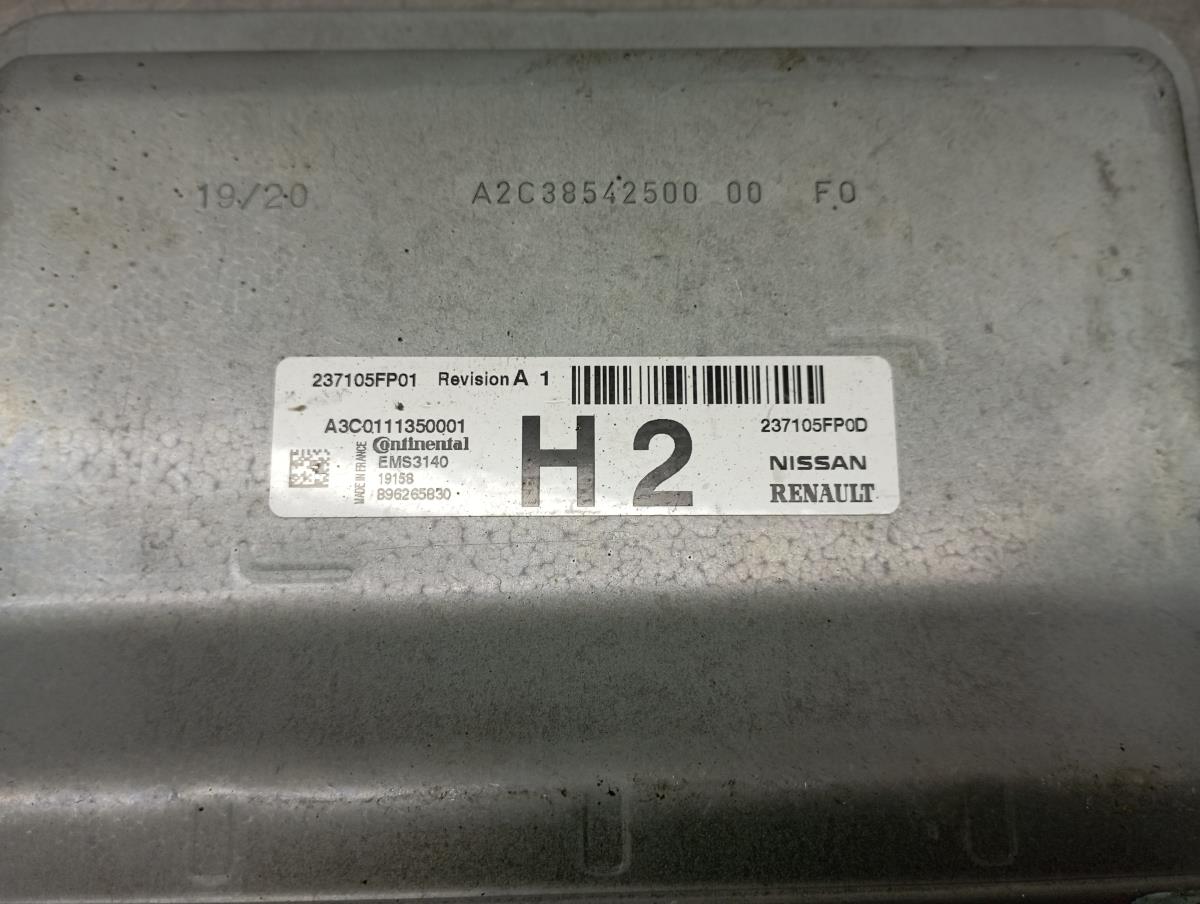 19/20 A2C38542500 00 F0
237105FP01 Revision A 1
A3C0111350001 237105FP0D
Continental
MADE IN FRANCE
EMS3140
19158
896265830
H2
NISSAN
RENAULT